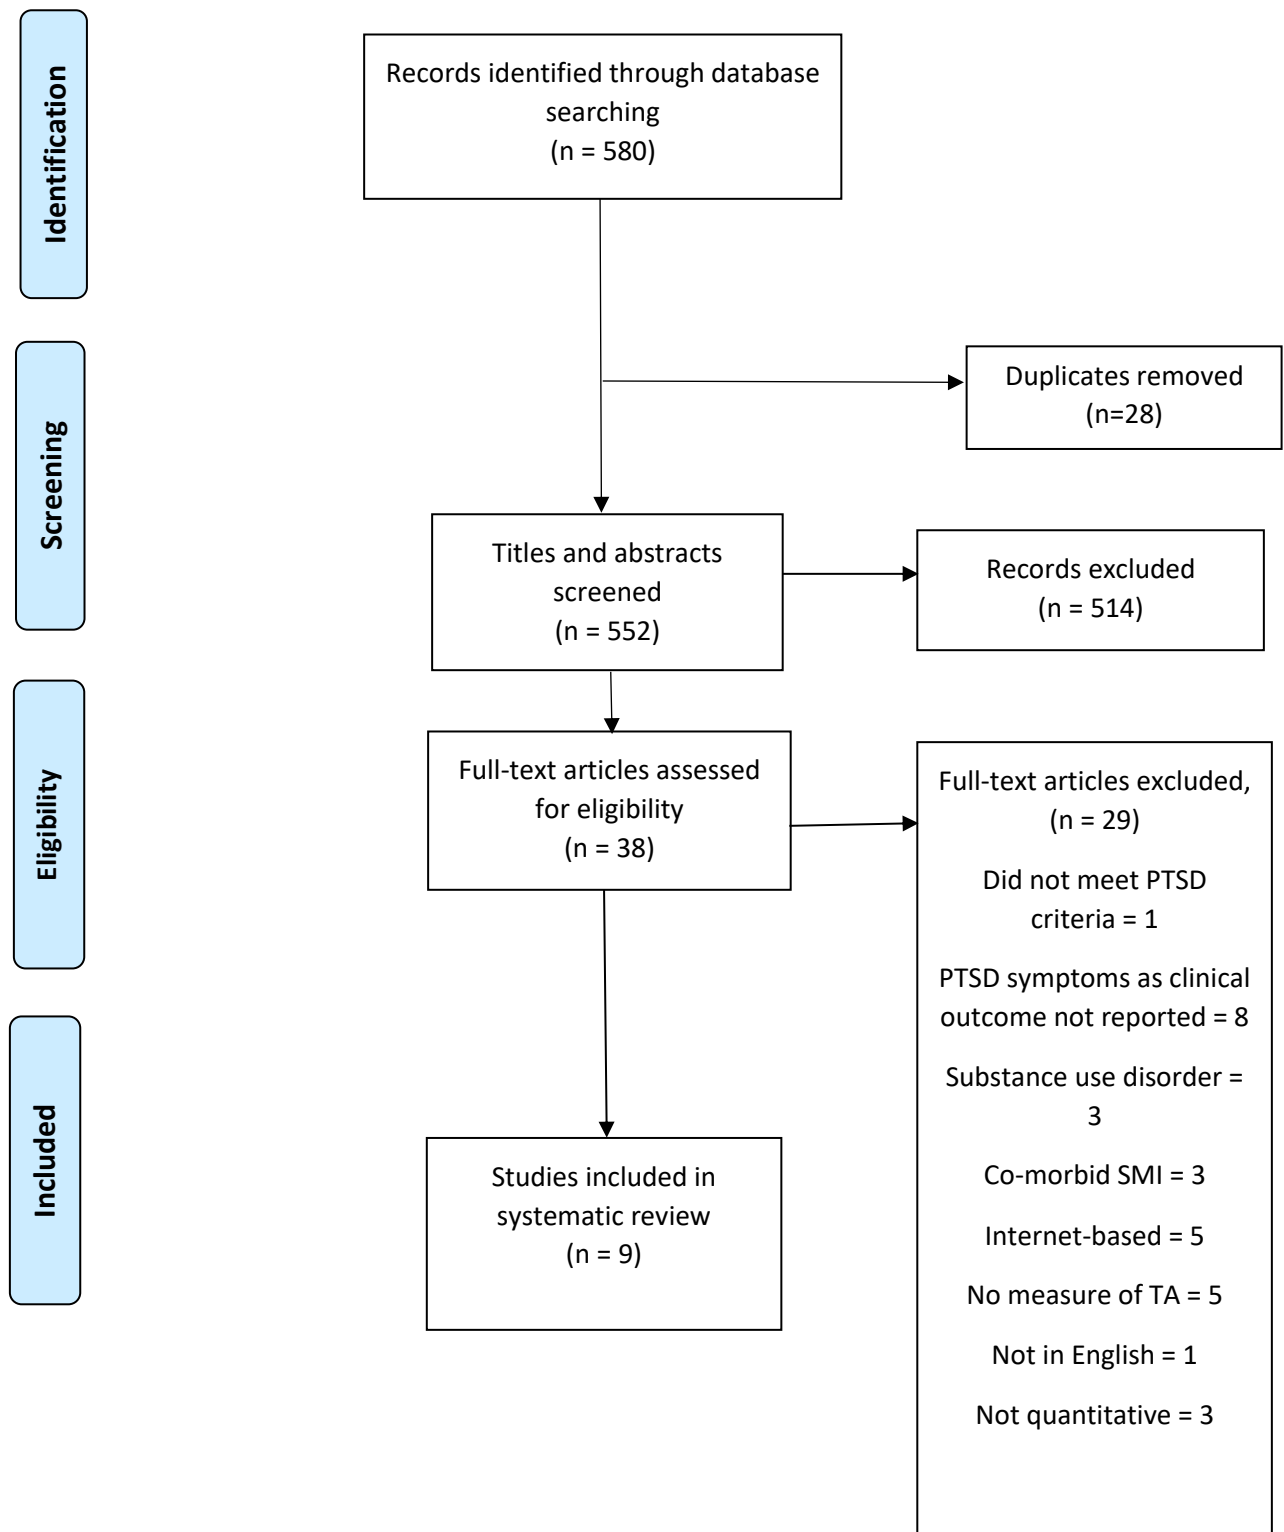 Identification
Records identified through database
searching
(n = 580)
Screening
Duplicates removed
(n=28)
Titles and abstracts
screened
(n = 552)
Records excluded
(n = 514)
Eligibility
Full-text articles assessed
for eligibility
(n = 38)
Full-text articles excluded,
(n = 29)
Did not meet PTSD
criteria = 1
PTSD symptoms as clinical
outcome not reported = 8
Substance use disorder =
3
Co-morbid SMI = 3
Internet-based = 5
No measure of TA = 5
Not in English = 1
Not quantitative = 3
Included
Studies included in
systematic review
(n = 9)